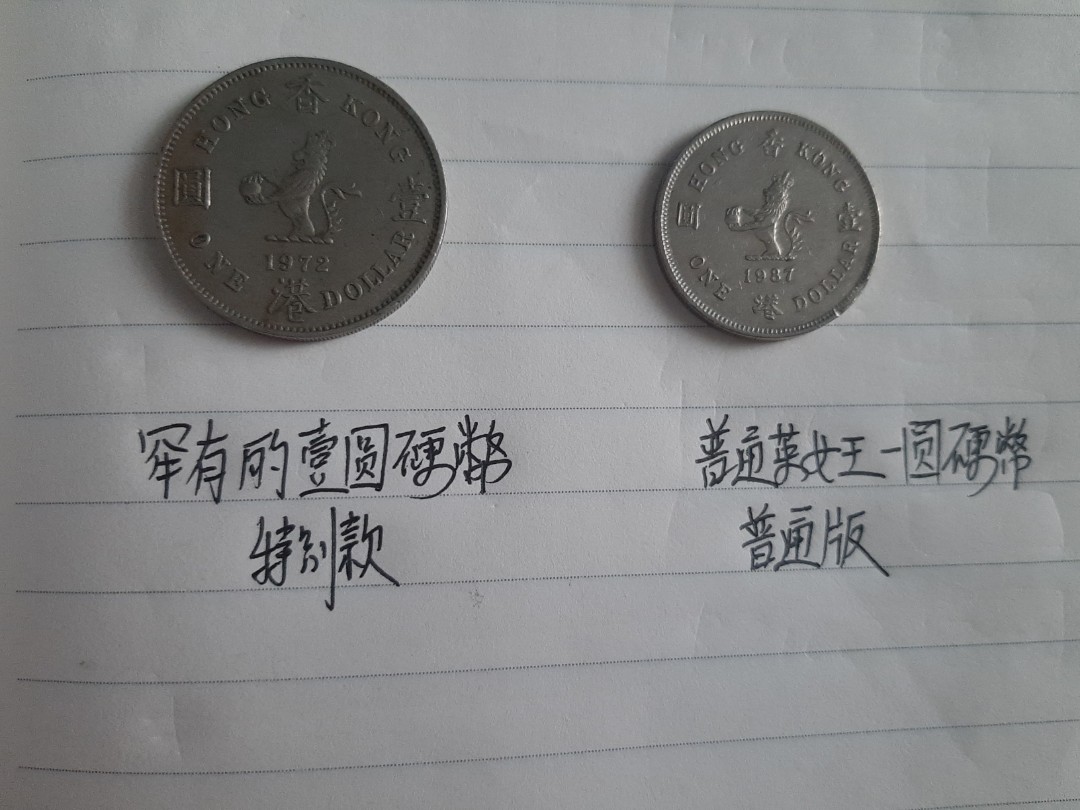 HONG 香 KONG
圓 壹
1972
ONE 港 DOLLAR
HONG 香 KONG
圓 壹
1987
ONE 港 DOLLAR
罕有的壹圆硬幣
特别款
普通英女王一圆硬幣
普通版